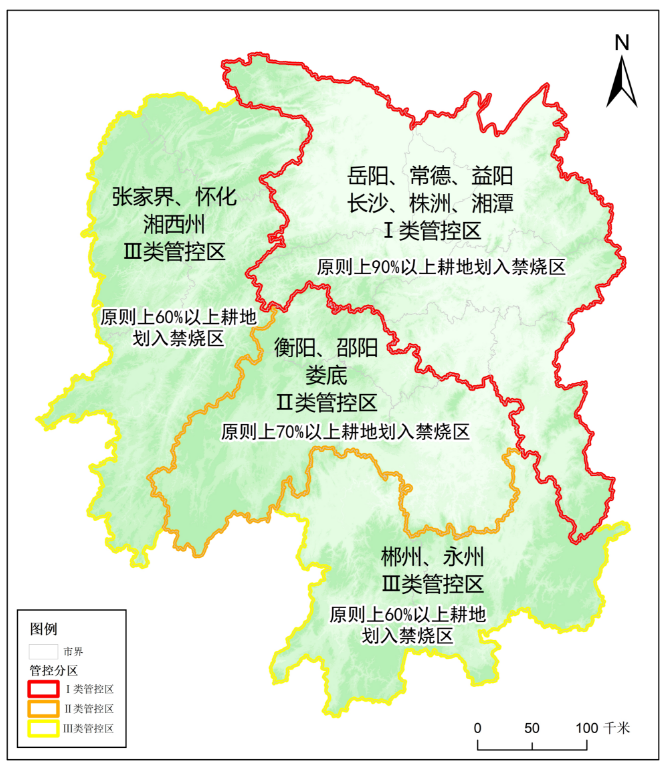 N
岳阳、常德、益阳
长沙、株洲、湘潭
Ⅰ类管控区
原则上90%以上耕地划入禁烧区
张家界、怀化
湘西州
Ⅲ类管控区
原则上60%以上耕地
划入禁烧区
衡阳、邵阳
娄底
Ⅱ类管控区
原则上70%以上耕地划入禁烧区
郴州、永州
Ⅲ类管控区
原则上60%以上耕地
划入禁烧区
图例
市界
管控分区
Ⅰ类管控区
Ⅱ类管控区
Ⅲ类管控区
0 50 100 千米